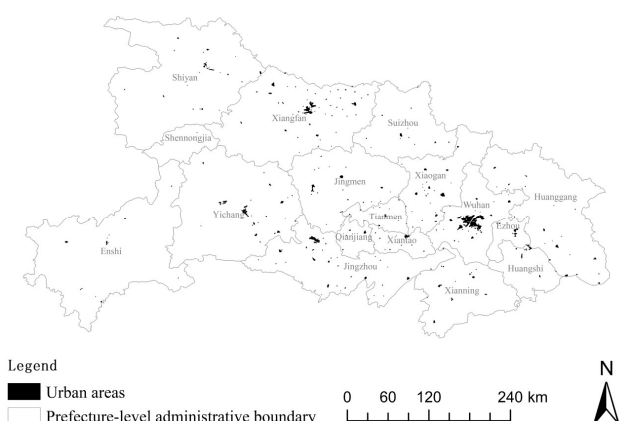 Shiyan
Xiangfan
Suizhou
Shennongjia
Xiaogan
Jingmen
Huanggang
Wuhan
Yichang
Tianmen
Ezhou
Qianjiang
Xiantao
Enshi
Jingzhou
Huangshi
Xianning
Legend
Urban areas
Prefecture-level administrative boundary
0 60 120 240 km
N